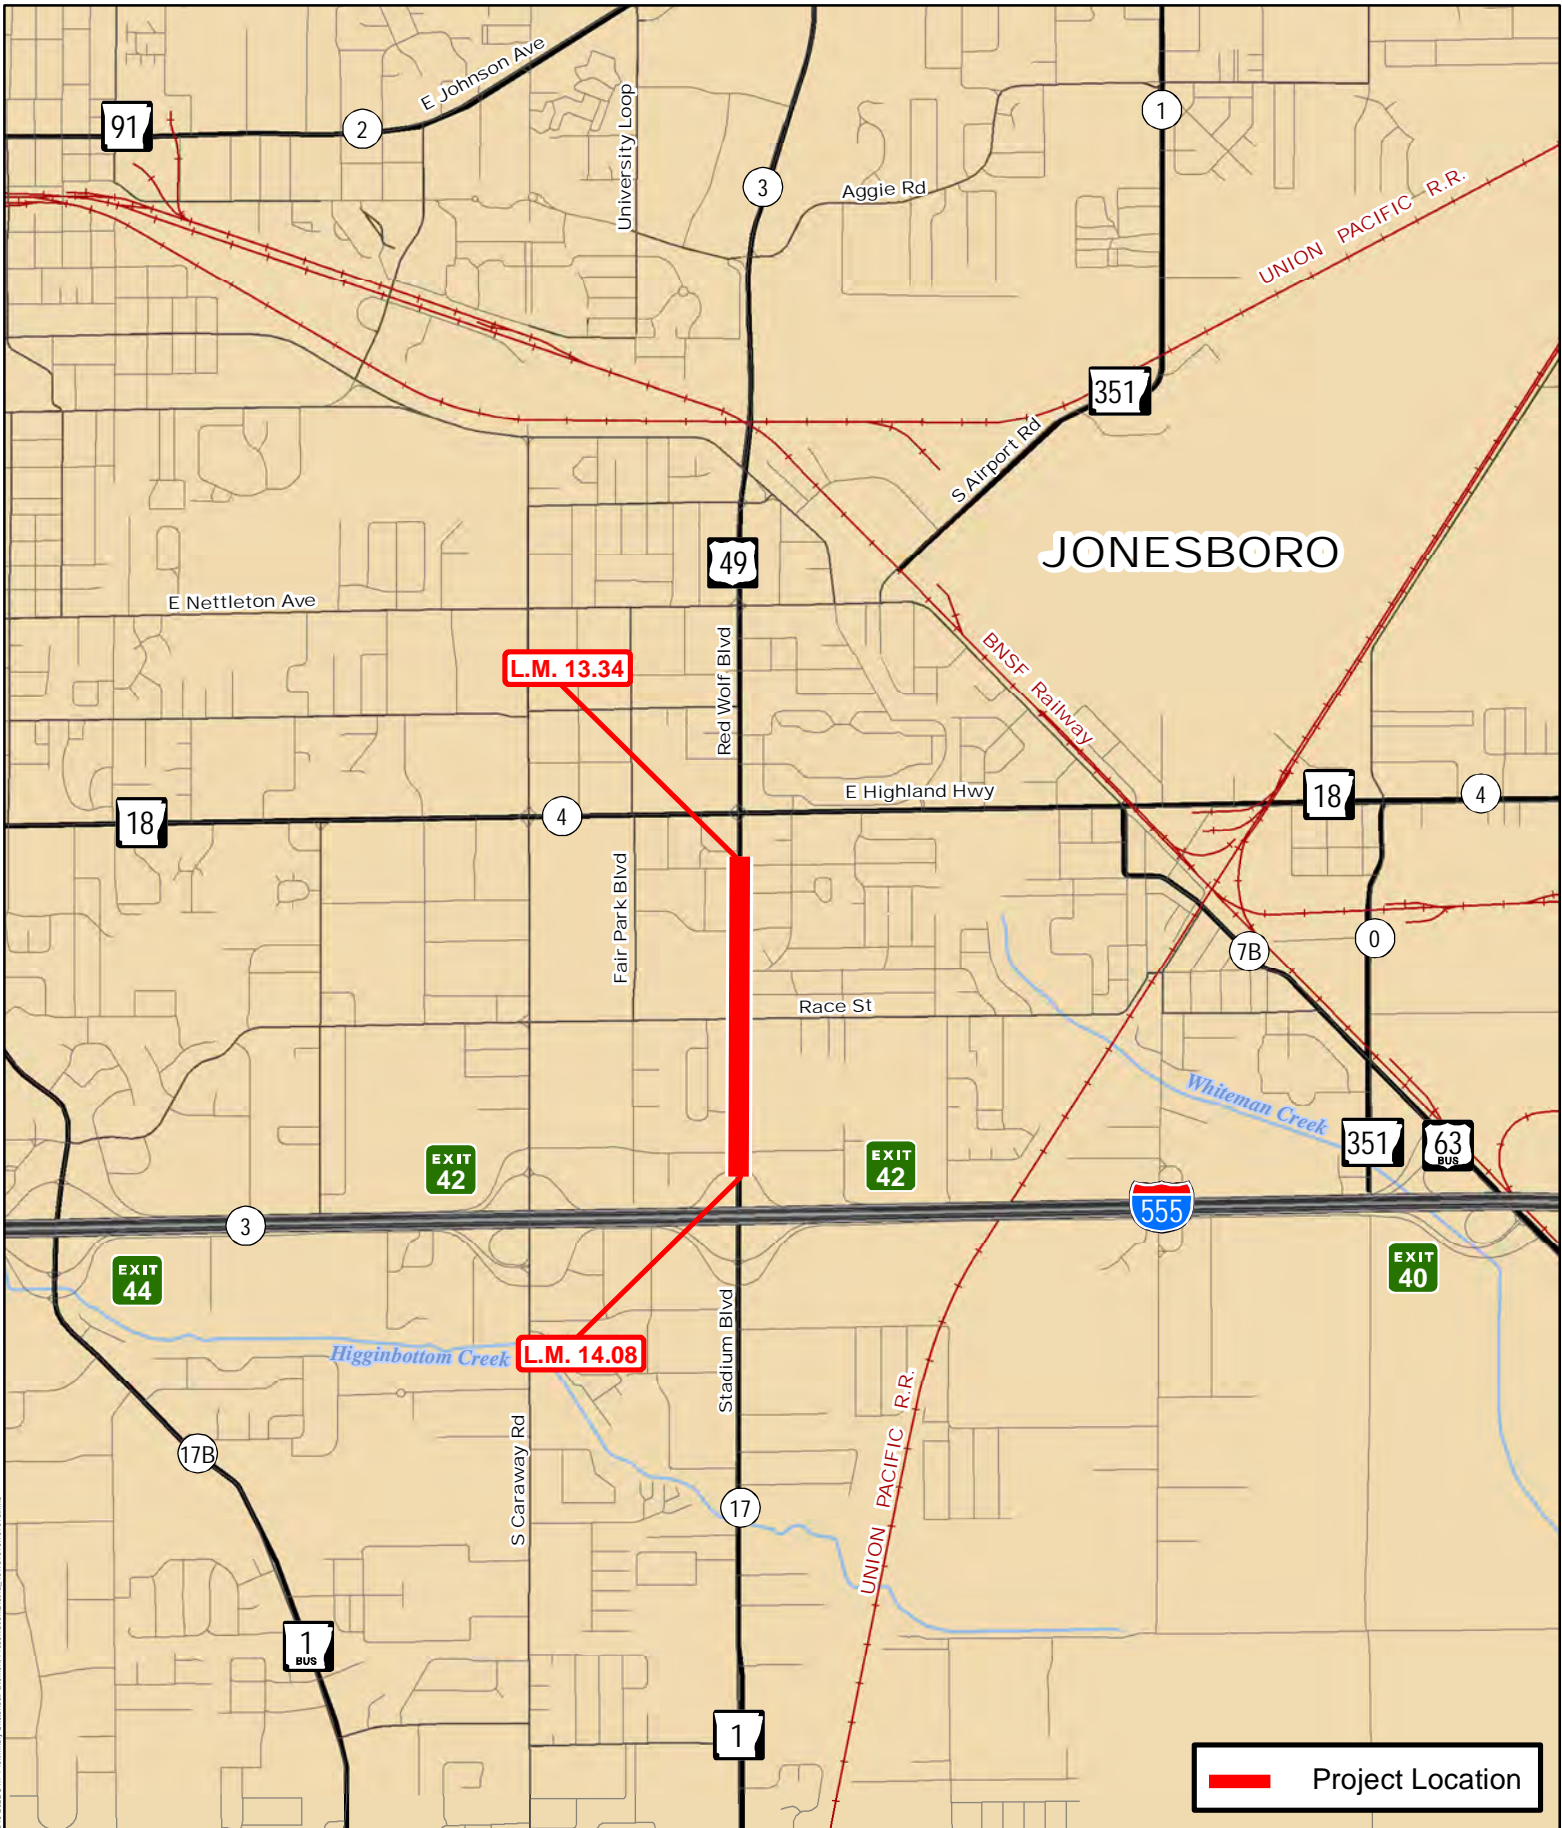 E Johnson Ave
91
2
University Loop
1
3
Aggie Rd
UNION PACIFIC R.R.
351
S Airport Rd
JONESBORO
49
E Nettleton Ave
L.M. 13.34
Red Wolf Blvd
BNSF Railway
E Highland Hwy
18
4
18
4
Fair Park Blvd
7B
0
Race St
Whiteman Creek
EXIT
42
EXIT
42
351
63
BUS
3
555
EXIT
44
EXIT
40
Higginbottom Creek
L.M. 14.08
Stadium Blvd
UNION PACIFIC R.R.
S Caraway Rd
17B
17
1
BUS
1
Project Location